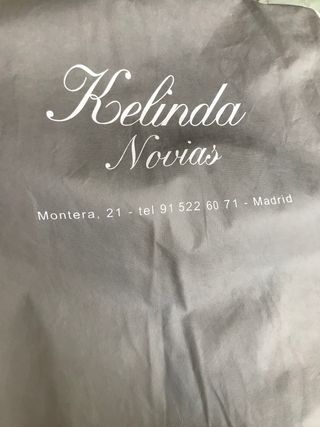 Kelinda
Novias
Montera, 21 - tel 91 522 60 71 - Madrid